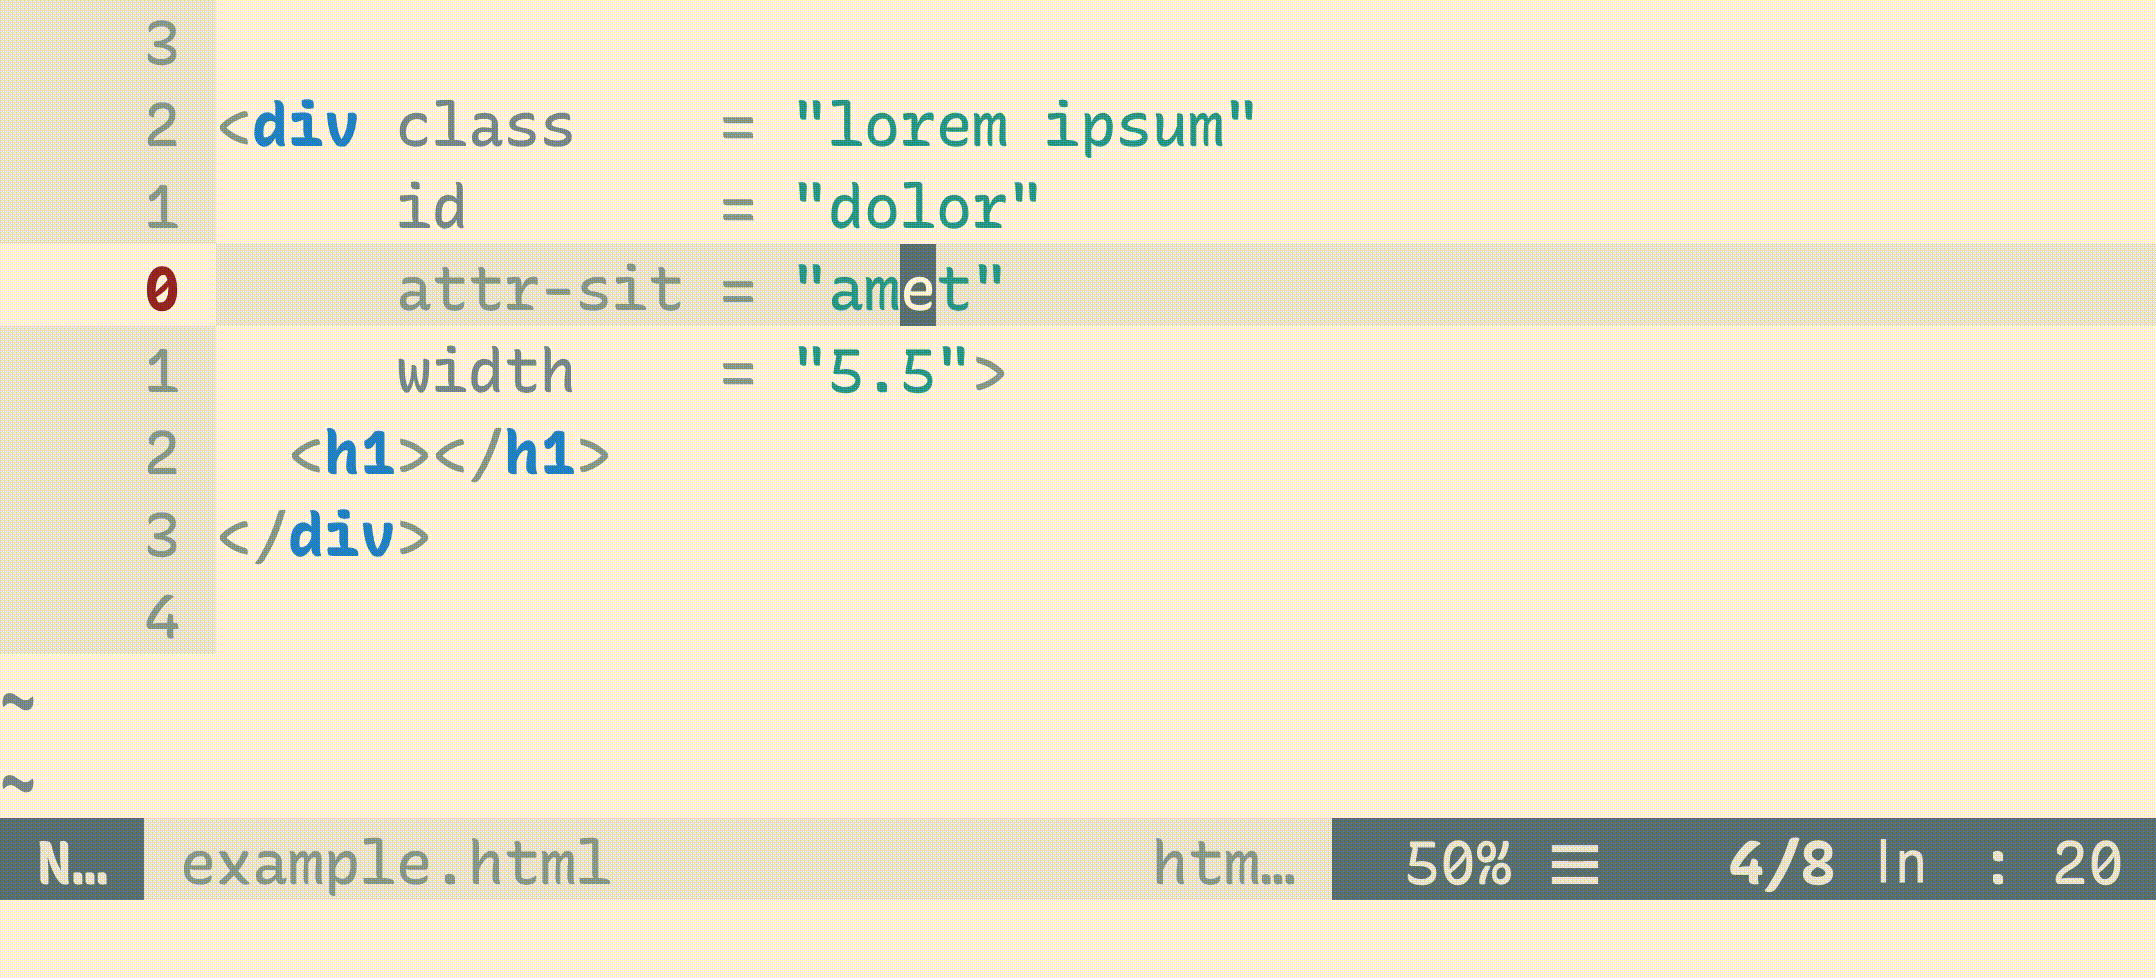 3
2 <div class    = "lorem ipsum"
1      id       = "dolor"
0      attr-sit = "amet"
1      width    = "5.5">
2   <h1></h1>
3 </div>
4
~
~
N… example.html htm… 50% ☰ 4/8 ln : 20